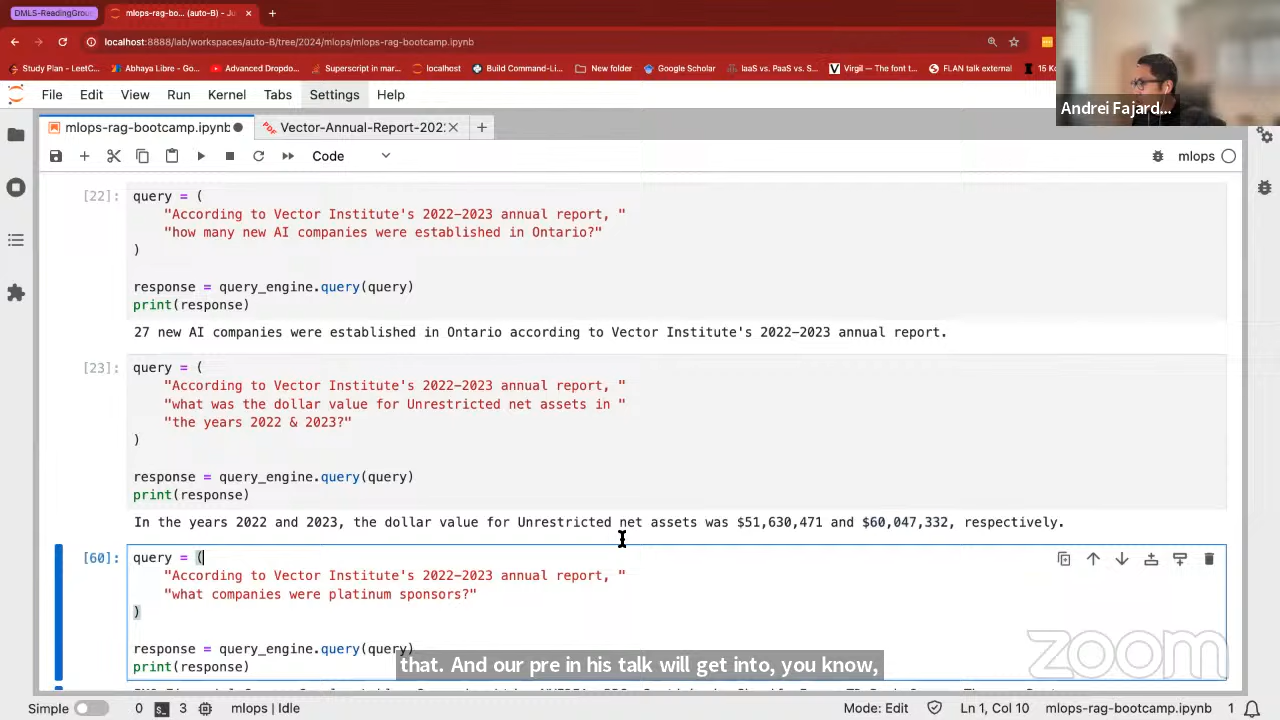 DMLS-ReadingGrou
mlops-rag-bo... (auto-B) - Ju
localhost:8888/lab/workspaces/auto-B/tree/2024/mlops/mlops-rag-bootcamp.ipynb
Study Plan - LeetC...
Abhaya Libre - Go...
Advanced Dropdo...
Superscript in mar...
localhost
Build Command-Li...
New folder
Google Scholar
IaaS vs. PaaS vs. S...
Virgil — The font t...
FLAN talk external
15 Ko
Andrei Fajard...
File Edit View Run Kernel Tabs Settings Help
mlops-rag-bootcamp.ipynb
Vector-Annual-Report-202
Code
mlops
[22]: query = (
"According to Vector Institute's 2022-2023 annual report, "
"how many new AI companies were established in Ontario?"
)
response = query_engine.query(query)
print(response)
27 new AI companies were established in Ontario according to Vector Institute's 2022-2023 annual report.
[23]: query = (
"According to Vector Institute's 2022-2023 annual report, "
"what was the dollar value for Unrestricted net assets in "
"the years 2022 & 2023?"
)
response = query_engine.query(query)
print(response)
In the years 2022 and 2023, the dollar value for Unrestricted net assets was $51,630,471 and $60,047,332, respectively.
[60]: query = (
"According to Vector Institute's 2022-2023 annual report, "
"what companies were platinum sponsors?"
)
response = query_engine.query(query)
print(response)
that. And our pre in his talk will get into, you know,
zoom
Simple 0 3 mlops | Idle Mode: Edit Ln 1, Col 10 mlops-rag-bootcamp.ipynb 1